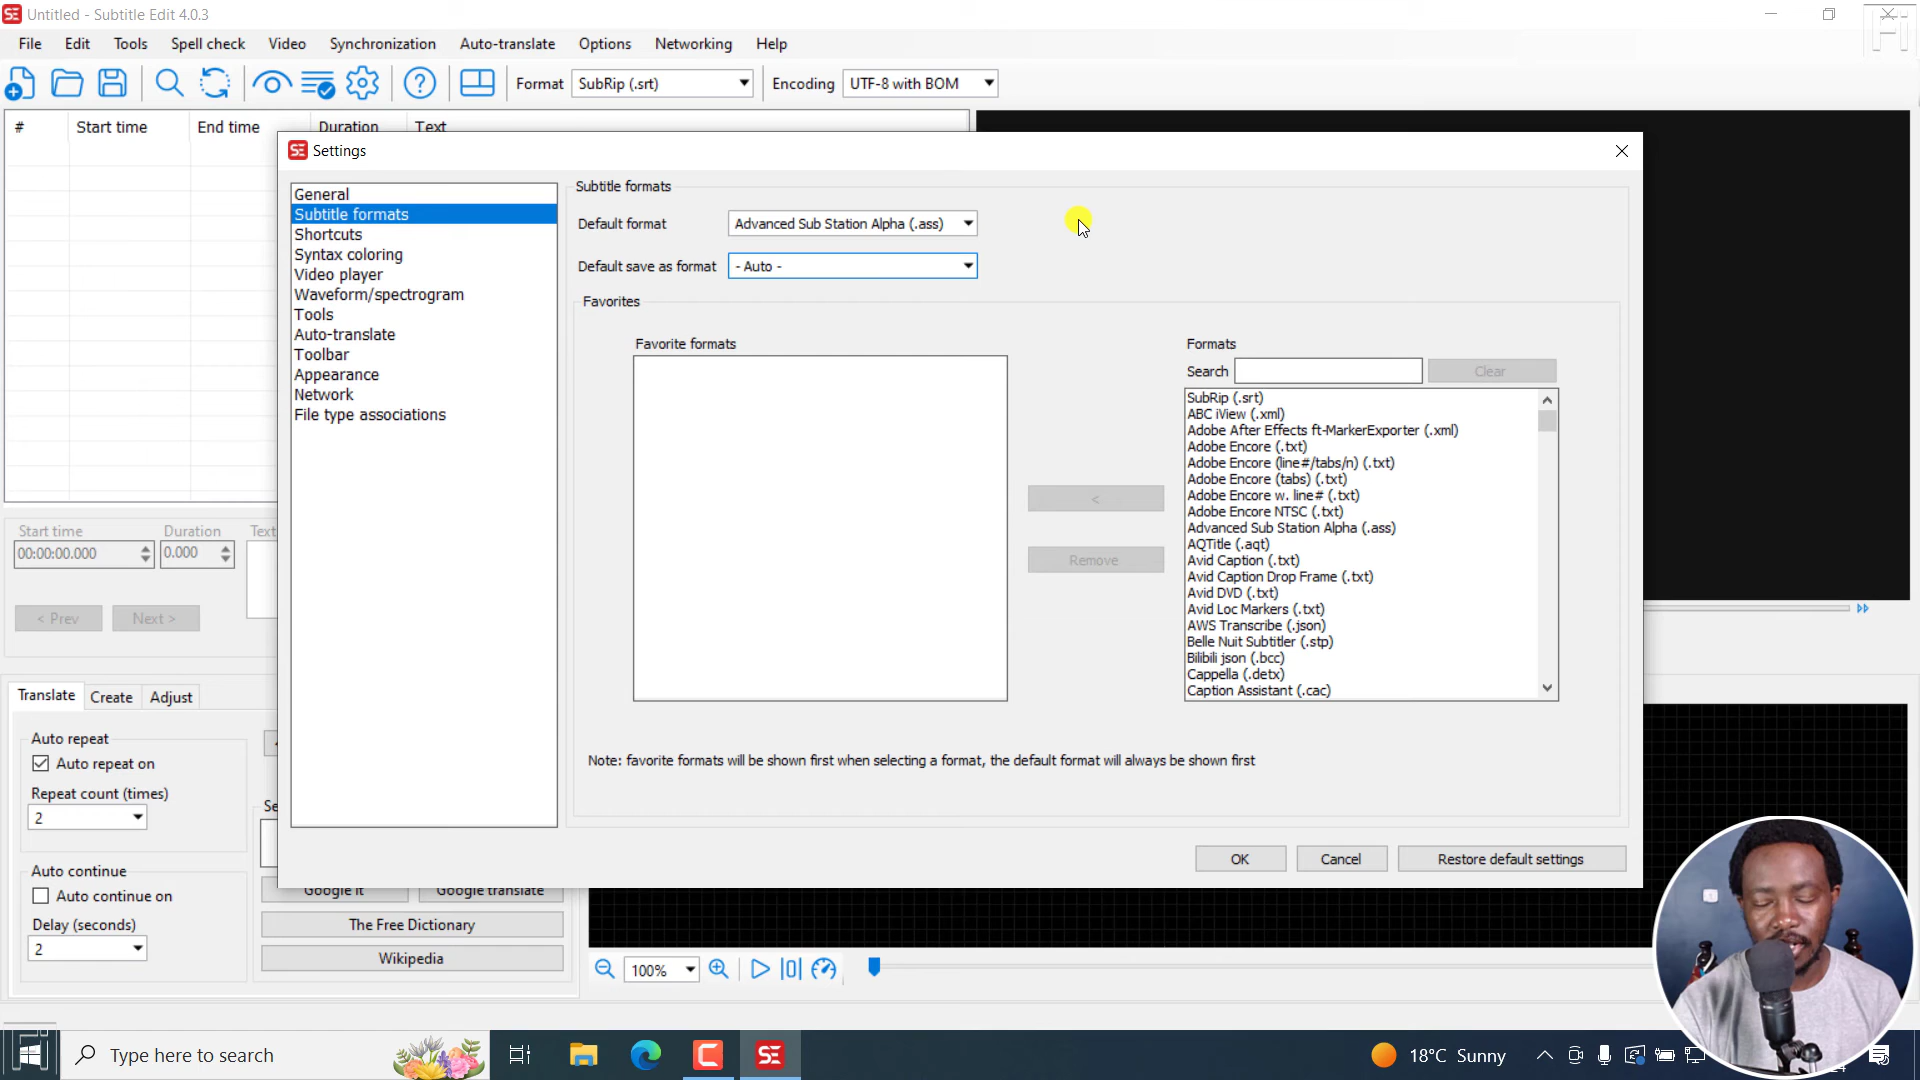 Untitled - Subtitle Edit 4.0.3
File Edit Tools Spell check Video Synchronization Auto-translate Options Networking Help
Format SubRip (.srt) Encoding UTF-8 with BOM
# Start time End time Duration Text
SE Settings
General
Subtitle formats
Shortcuts
Syntax coloring
Video player
Waveform/spectrogram
Tools
Auto-translate
Toolbar
Appearance
Network
File type associations
Subtitle formats
Default format Advanced Sub Station Alpha (.ass)
Default save as format - Auto -
Favorites
Favorite formats
Formats
Search Clear
SubRip (.srt)
ABC iView (.xml)
Adobe After Effects ft-MarkerExporter (.xml)
Adobe Encore (.txt)
Adobe Encore (line#/tabs/n) (.txt)
Adobe Encore (tabs) (.txt)
Adobe Encore w. line# (.txt)
Adobe Encore NTSC (.txt)
Advanced Sub Station Alpha (.ass)
AQTitle (.aqt)
Avid Caption (.txt)
Avid Caption Drop Frame (.txt)
Avid DVD (.txt)
Avid Loc Markers (.txt)
AWS Transcribe (.json)
Belle Nuit Subtitler (.stp)
Bilibili json (.bcc)
Cappella (.detx)
Caption Assistant (.cac)
<
Remove
Note: favorite formats will be shown first when selecting a format, the default format will always be shown first
OK Cancel Restore default settings
Start time Duration Text
00:00:00.000 0.000
< Prev Next >
Translate Create Adjust
Auto repeat
Auto repeat on
Repeat count (times)
2
Auto continue
Auto continue on
Delay (seconds)
2
Se
Google it Google translate
The Free Dictionary
Wikipedia
100%
Type here to search
SE
18°C Sunny